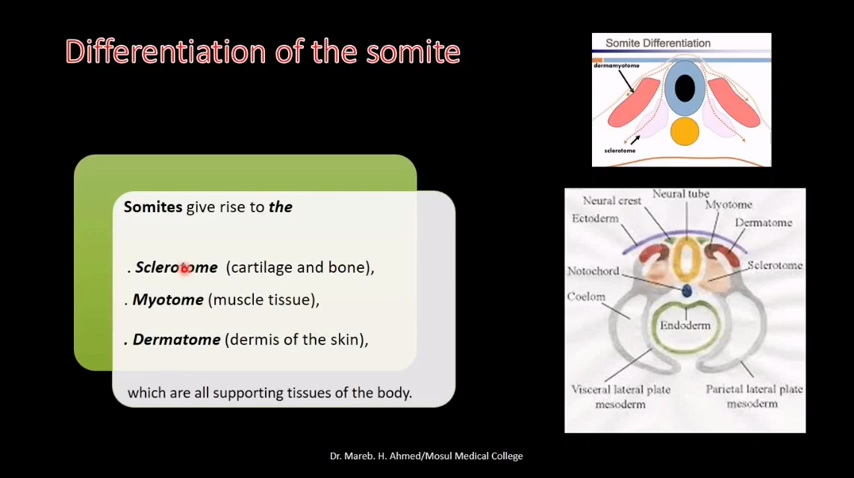 Differentiation of the somite
Somite Differentiation
dermamyotome
sclerotome
Somites give rise to the
. Sclerotome (cartilage and bone),
. Myotome (muscle tissue),
. Dermatome (dermis of the skin),
which are all supporting tissues of the body.
Neural tube
Neural crest
Myotome
Ectoderm
Dermatome
Notochord
Sclerotome
Coelom
Endoderm
Visceral lateral plate
mesoderm
Parietal lateral plate
mesoderm
Dr. Mareb. H. Ahmed/Mosul Medical College